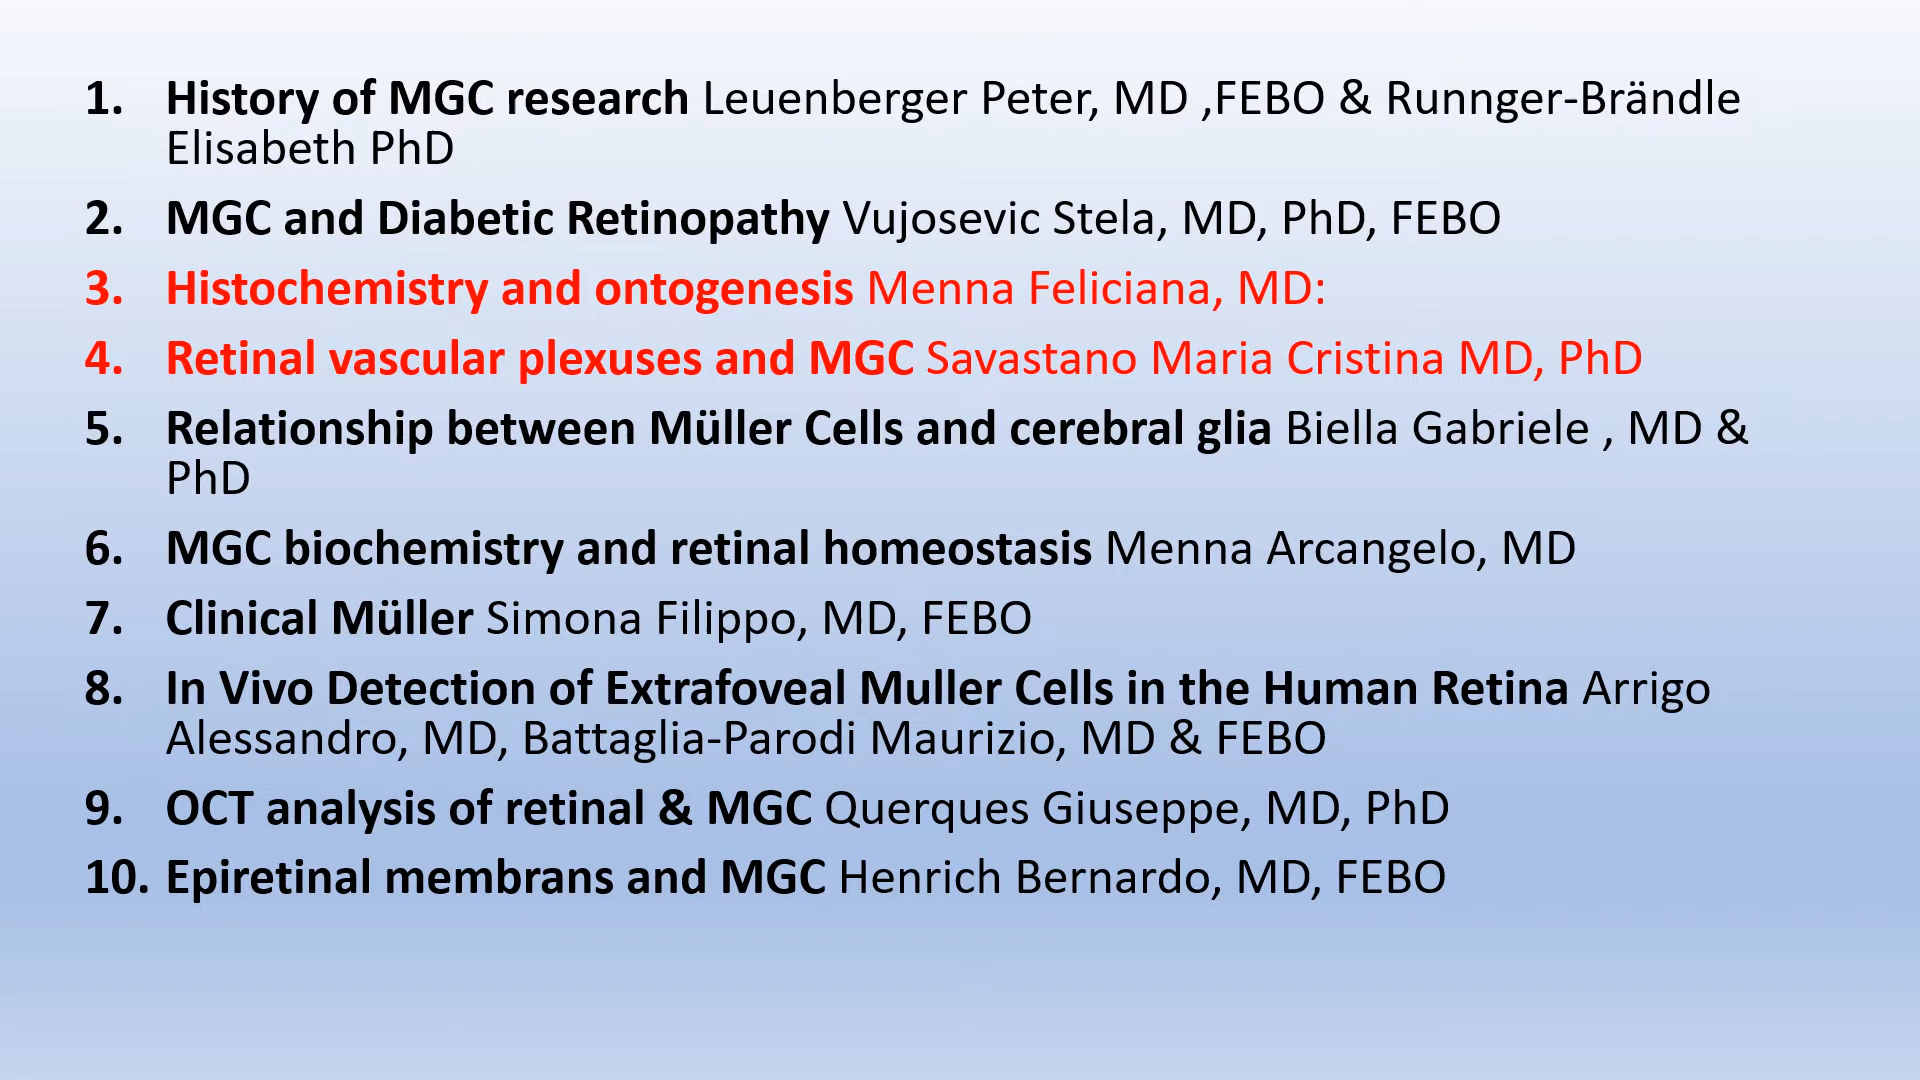 1. History of MGC research Leuenberger Peter, MD ,FEBO & Runnger-Brändle
Elisabeth PhD
2. MGC and Diabetic Retinopathy Vujosevic Stela, MD, PhD, FEBO
3. Histochemistry and ontogenesis Menna Feliciana, MD:
4. Retinal vascular plexuses and MGC Savastano Maria Cristina MD, PhD
5. Relationship between Müller Cells and cerebral glia Biella Gabriele , MD &
PhD
6. MGC biochemistry and retinal homeostasis Menna Arcangelo, MD
7. Clinical Müller Simona Filippo, MD, FEBO
8. In Vivo Detection of Extrafoveal Muller Cells in the Human Retina Arrigo
Alessandro, MD, Battaglia-Parodi Maurizio, MD & FEBO
9. OCT analysis of retinal & MGC Querques Giuseppe, MD, PhD
10. Epiretinal membrans and MGC Henrich Bernardo, MD, FEBO